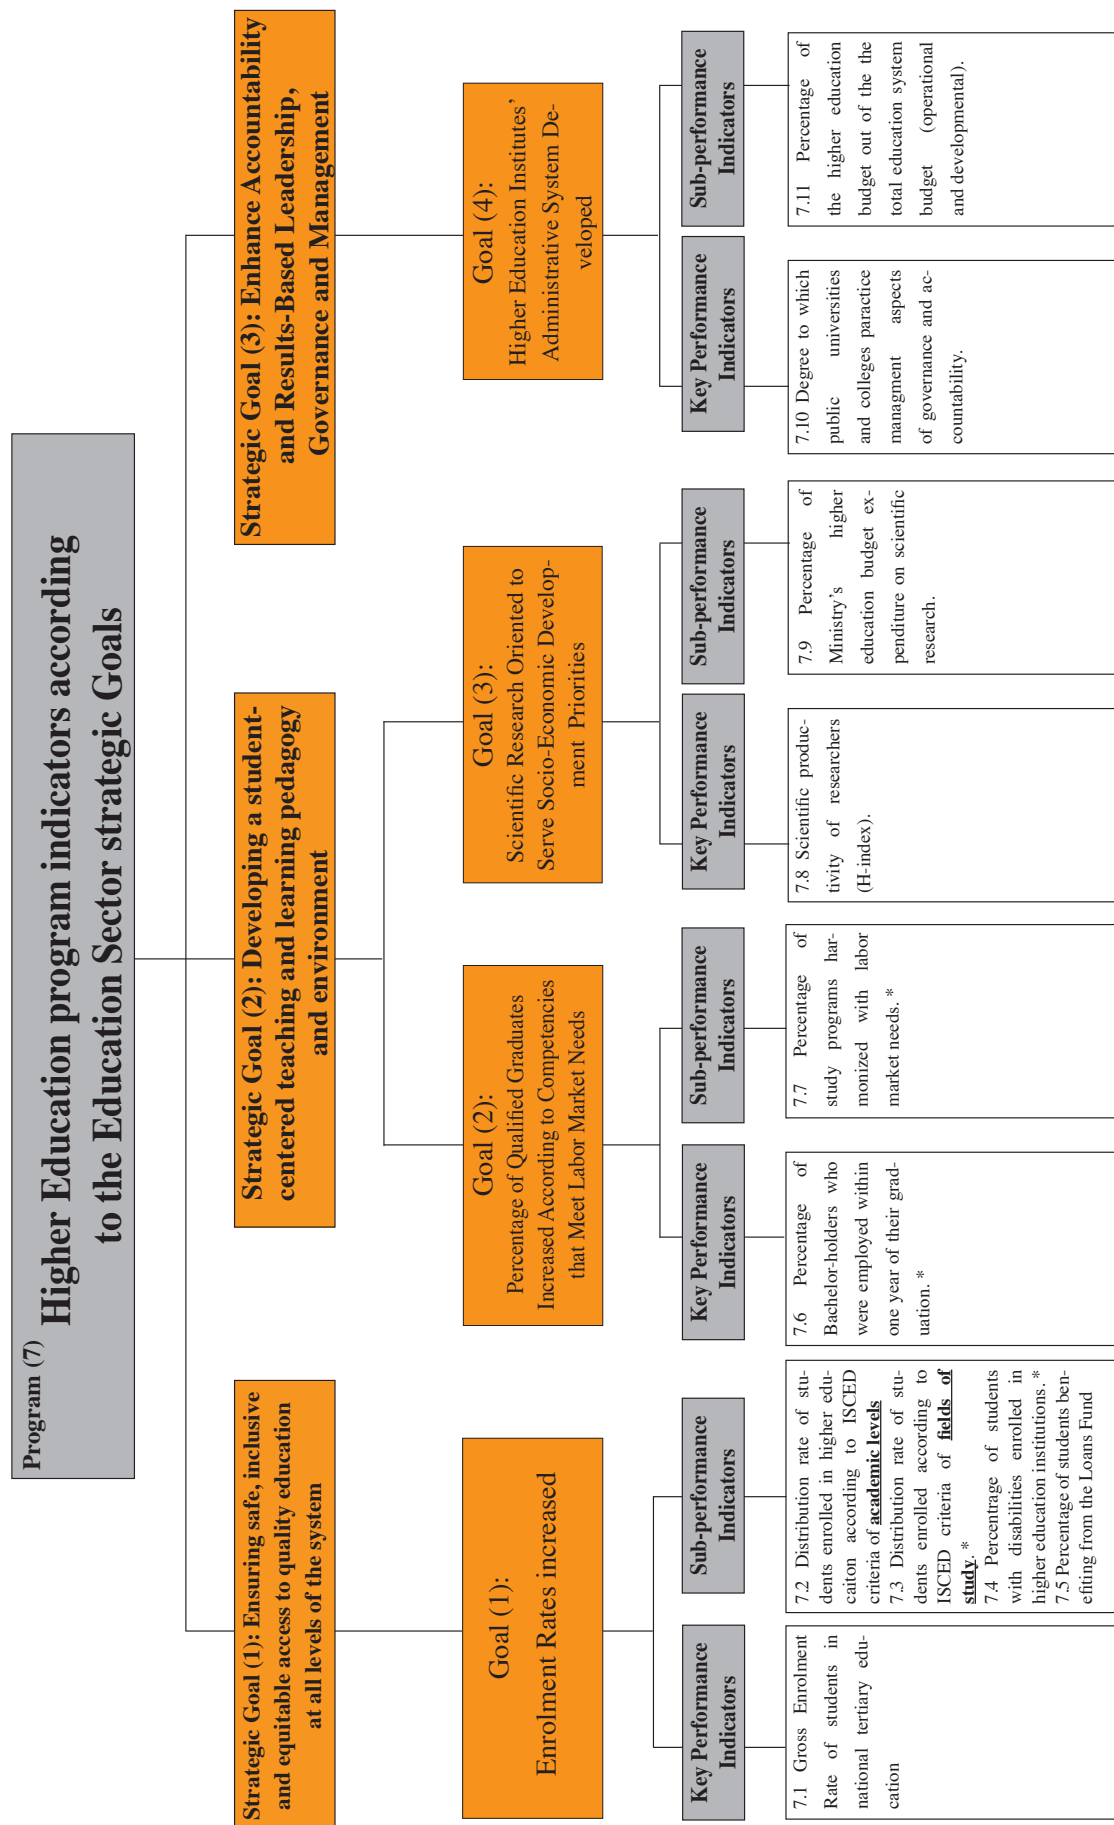 Program (7)
Higher Education program indicators according
to the Education Sector strategic Goals
Strategic Goal (1): Ensuring safe, inclusive
and equitable access to quality education
at all levels of the system
Strategic Goal (2): Developing a student-
centered teaching and learning pedagogy
and environment
Strategic Goal (3): Enhance Accountability
and Results-Based Leadership,
Governance and Management
Goal (1):
Enrolment Rates increased
Goal (2):
Percentage of Qualified Graduates
Increased According to Competencies
that Meet Labor Market Needs
Goal (3):
Scientific Research Oriented to
Serve Socio-Economic Develop-
ment Priorities
Goal (4):
Higher Education Institutes'
Administrative System De-
veloped
Key Performance
Indicators
Sub-performance
Indicators
Key Performance
Indicators
Sub-performance
Indicators
Key Performance
Indicators
Sub-performance
Indicators
Key Performance
Indicators
Sub-performance
Indicators
7.1 Gross Enrolment
Rate of students in
national tertiary edu-
cation
7.2 Distribution rate of stu-
dents enrolled in higher edu-
caiton according to ISCED
criteria of academic levels
7.3 Distribution rate of stu-
dents enrolled according to
ISCED criteria of fields of
study. *
7.4 Percentrage of students
with disabilities enrolled in
higher education institutions. *
7.5 Percentage of students ben-
efiting from the Loans Fund
7.6 Percentage of
Bachelor-holders who
were employed within
one year of their grad-
uation. *
7.7 Percentage of
study programs har-
monized with labor
market needs. *
7.8 Scientific produc-
tivity of researchers
(H-index).
7.9 Percentage of
Ministry's higher
education budget ex-
penditure on scientific
research.
7.10 Degree to which
public universities
and colleges paractice
managment aspects
of governance and ac-
countability.
7.11 Percentage of
the higher education
budget out of the the
total education system
budget (operational
and developmental).